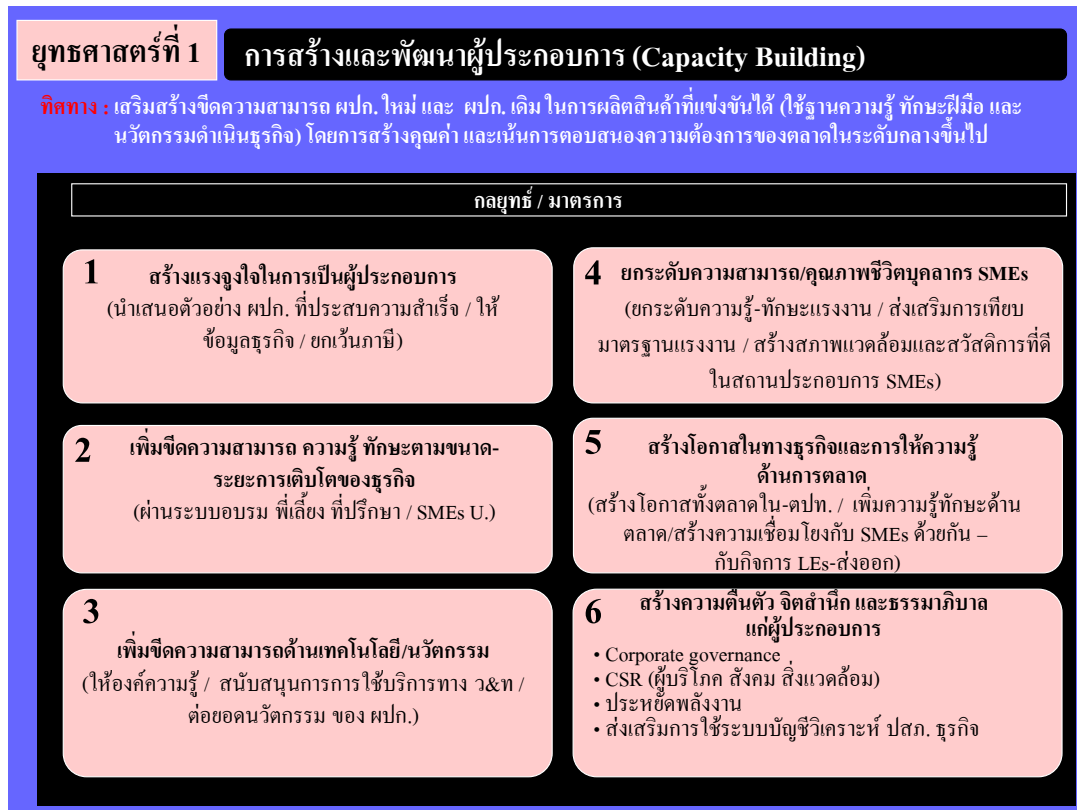 ยุทธศาสตร์ที่ 1
การสร้างและพัฒนาผู้ประกอบการ (Capacity Building)
ทิศทาง : เสริมสร้างขีดความสามารถ ผปก. ใหม่ และ ผปก. เดิม ในการผลิตสินค้าที่แข่งขันได้ (ใช้ฐานความรู้ ทักษะฝีมือ และ
นวัตกรรมดำเนินธุรกิจ) โดยการสร้างคุณค่า และเน้นการตอบสนองความต้องการของตลาดในระดับกลางขึ้นไป
กลยุทธ์ / มาตรการ
1 สร้างแรงจูงใจในการเป็นผู้ประกอบการ
(นำเสนอตัวอย่าง ผปก. ที่ประสบความสำเร็จ / ให้
ข้อมูลธุรกิจ / ยกเว้นภาษี)
2 เพิ่มขีดความสามารถ ความรู้ ทักษะตามขนาด-
ระยะการเติบโตของธุรกิจ
(ผ่านระบบอบรม พี่เลี้ยง ที่ปรึกษา / SMEs U.)
3
เพิ่มขีดความสามารถด้านเทคโนโลยี/นวัตกรรม
(ให้องค์ความรู้ / สนับสนุนการการใช้บริการทาง ว&ท /
ต่อยอดนวัตกรรม ของ ผปก.)
4 ยกระดับความสามารถ/คุณภาพชีวิตบุคลากร SMEs
(ยกระดับความรู้-ทักษะแรงงาน / ส่งเสริมการเทียบ
มาตรฐานแรงงาน / สร้างสภาพแวดล้อมและสวัสดิการที่ดี
ในสถานประกอบการ SMEs)
5 สร้างโอกาสในทางธุรกิจและการให้ความรู้
ด้านการตลาด
(สร้างโอกาสทั้งตลาดใน-ตปท. / เพิ่มความรู้ทักษะด้าน
ตลาด/สร้างความเชื่อมโยงกับ SMEs ด้วยกัน –
กับกิจการ LEs-ส่งออก)
6 สร้างความตื่นตัว จิตสำนึก และธรรมาภิบาล
แก่ผู้ประกอบการ
• Corporate governance
• CSR (ผู้บริโภค สังคม สิ่งแวดล้อม)
• ประหยัดพลังงาน
• ส่งเสริมการใช้ระบบบัญชีวิเคราะห์ ปสภ. ธุรกิจ